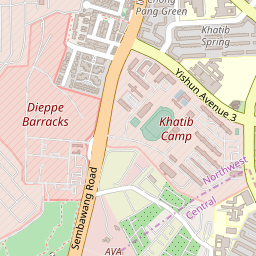 Chong
Pang Green
Khatib
Spring
Yishun Avenue 3
Dieppe
Barracks
Khatib
Camp
Sembawang Road
Northwest
Central
AVA